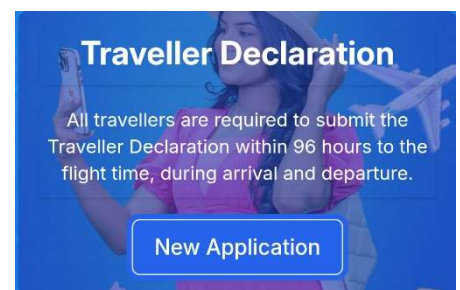 Traveller Declaration
All travellers are required to submit the
Traveller Declaration within 96 hours to the
flight time, during arrival and departure.
New Application